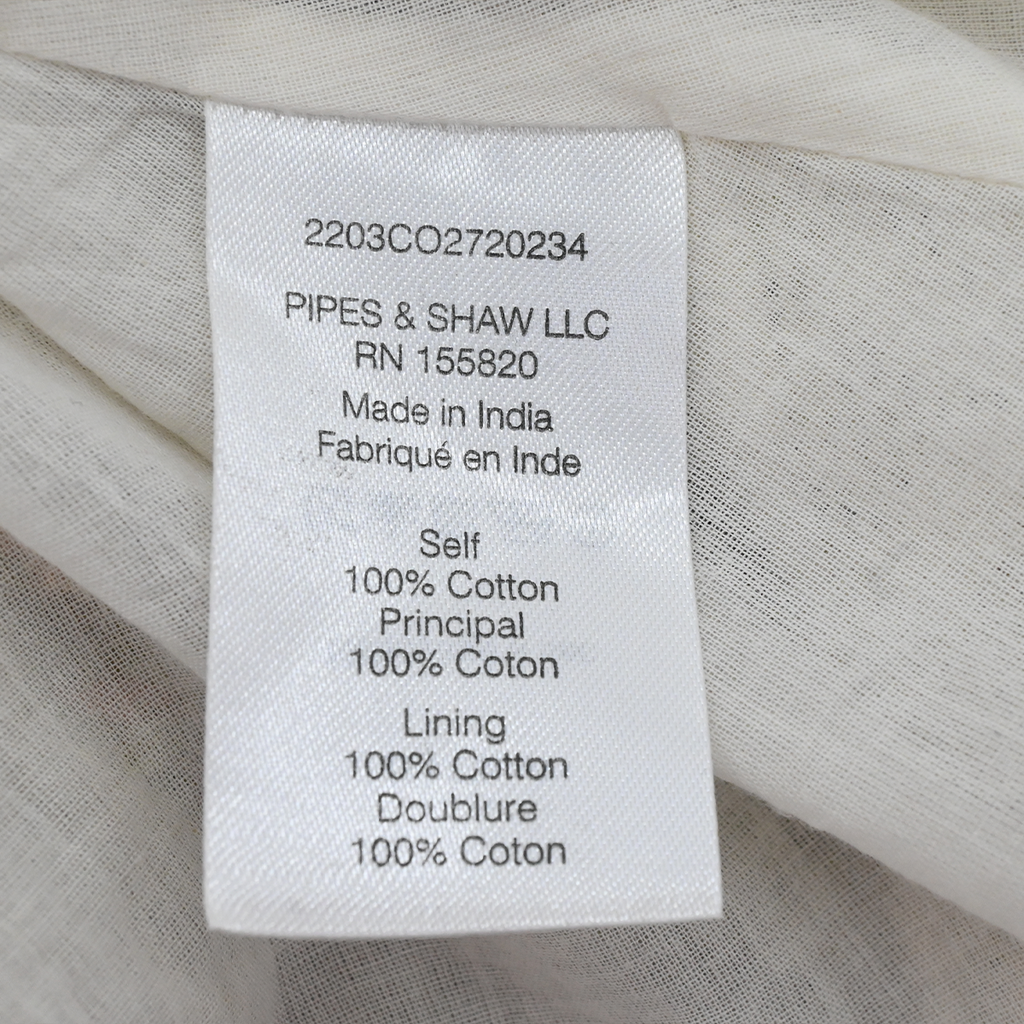 2203CO2720234
PIPES & SHAW LLC
RN 155820
Made in India
Fabriqué en Inde
Self
100% Cotton
Principal
100% Coton
Lining
100% Cotton
Doublure
100% Coton